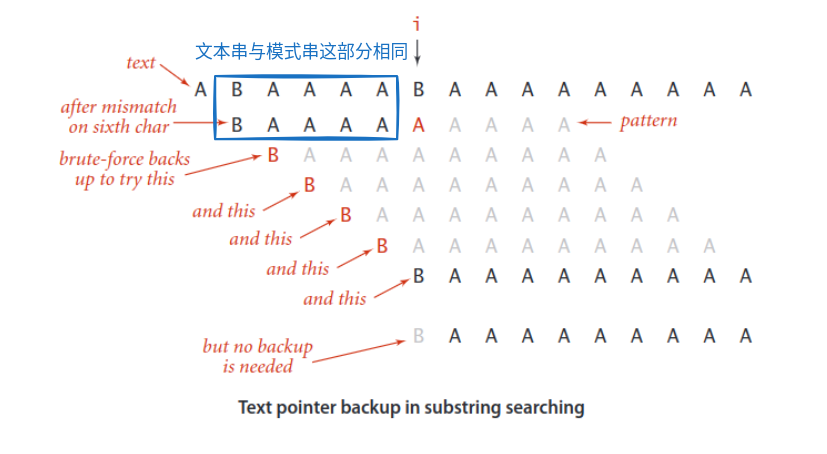 i
文本串与模式串这部分相同
text
A B A A A A B A A A A A A A A A
after mismatch
on sixth char
B A A A A A A A A A
pattern
brute-force backs
up to try this
B A A A A A A A A A
and this
B A A A A A A A A A
and this
B A A A A A A A A A
and this
B A A A A A A A A A
and this
B A A A A A A A A A
but no backup
is needed
B A A A A A A A A A
Text pointer backup in substring searching